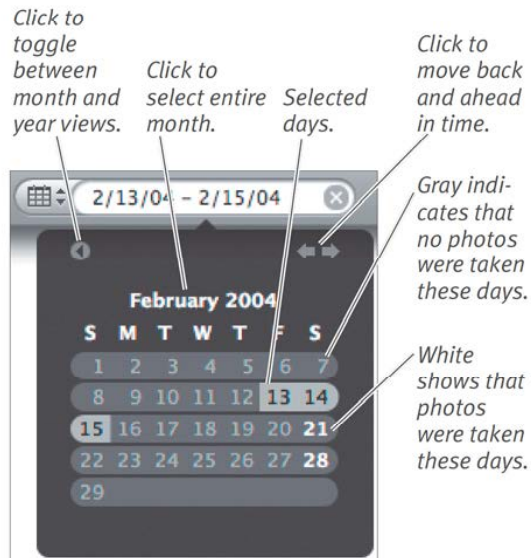 Click to
toggle
between
month and
year views.
Click to
select entire
month.
Selected
days.
Click to
move back
and ahead
in time.
2/13/04 – 2/15/04
Gray indi-
cates that
no photos
were taken
these days.
February 2004
S M T W T F S
1 2 3 4 5 6 7
8 9 10 11 12 13 14
15 16 17 18 19 20 21
22 23 24 25 26 27 28
29
White
shows that
photos
were taken
these days.